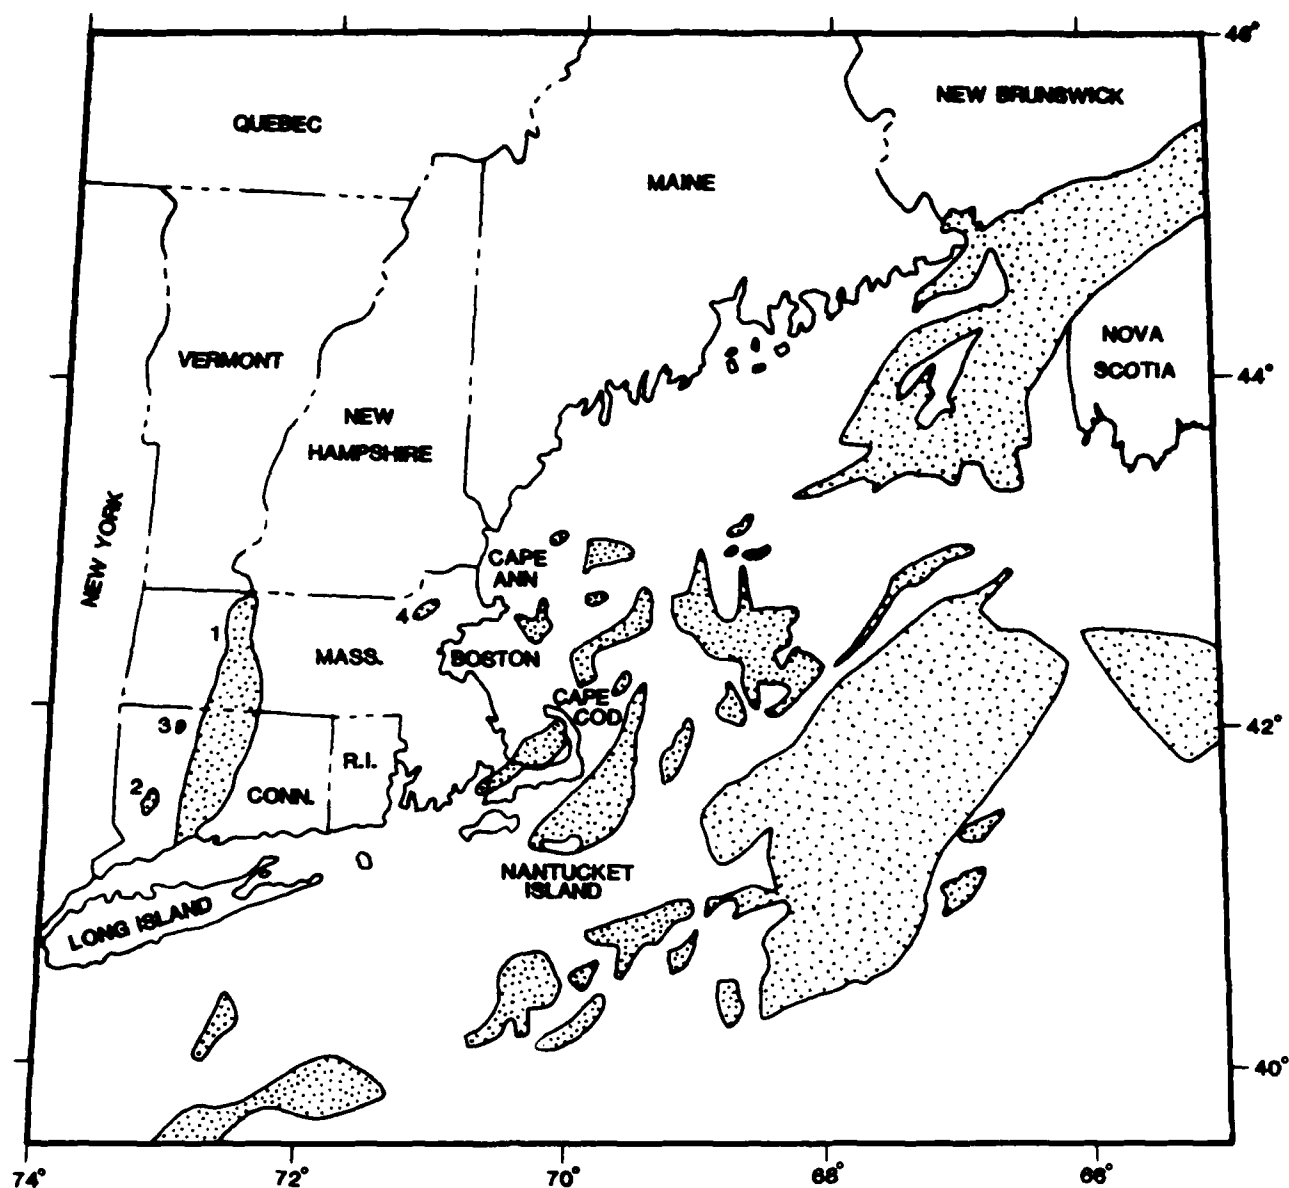 46°
NEW BRUNSWICK
QUEBEC
MAINE
NOVA
SCOTIA
VERMONT
44°
NEW
HAMPSHIRE
NEW YORK
CAPE
ANN
4
1
MASS.
BOSTON
CAPE
COD
3
42°
R.I.
2
CONN.
NANTUCKET
ISLAND
LONG ISLAND
40°
74°
72°
70°
68°
66°